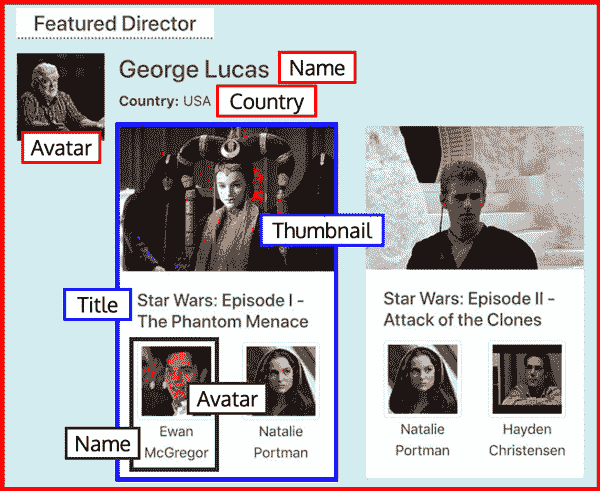 Featured Director
George Lucas Name
Country: USA Country
Avatar
Thumbnail
Title
Star Wars: Episode I -
The Phantom Menace
Star Wars: Episode II -
Attack of the Clones
Avatar
Name
Ewan
McGregor
Natalie
Portman
Natalie
Portman
Hayden
Christensen